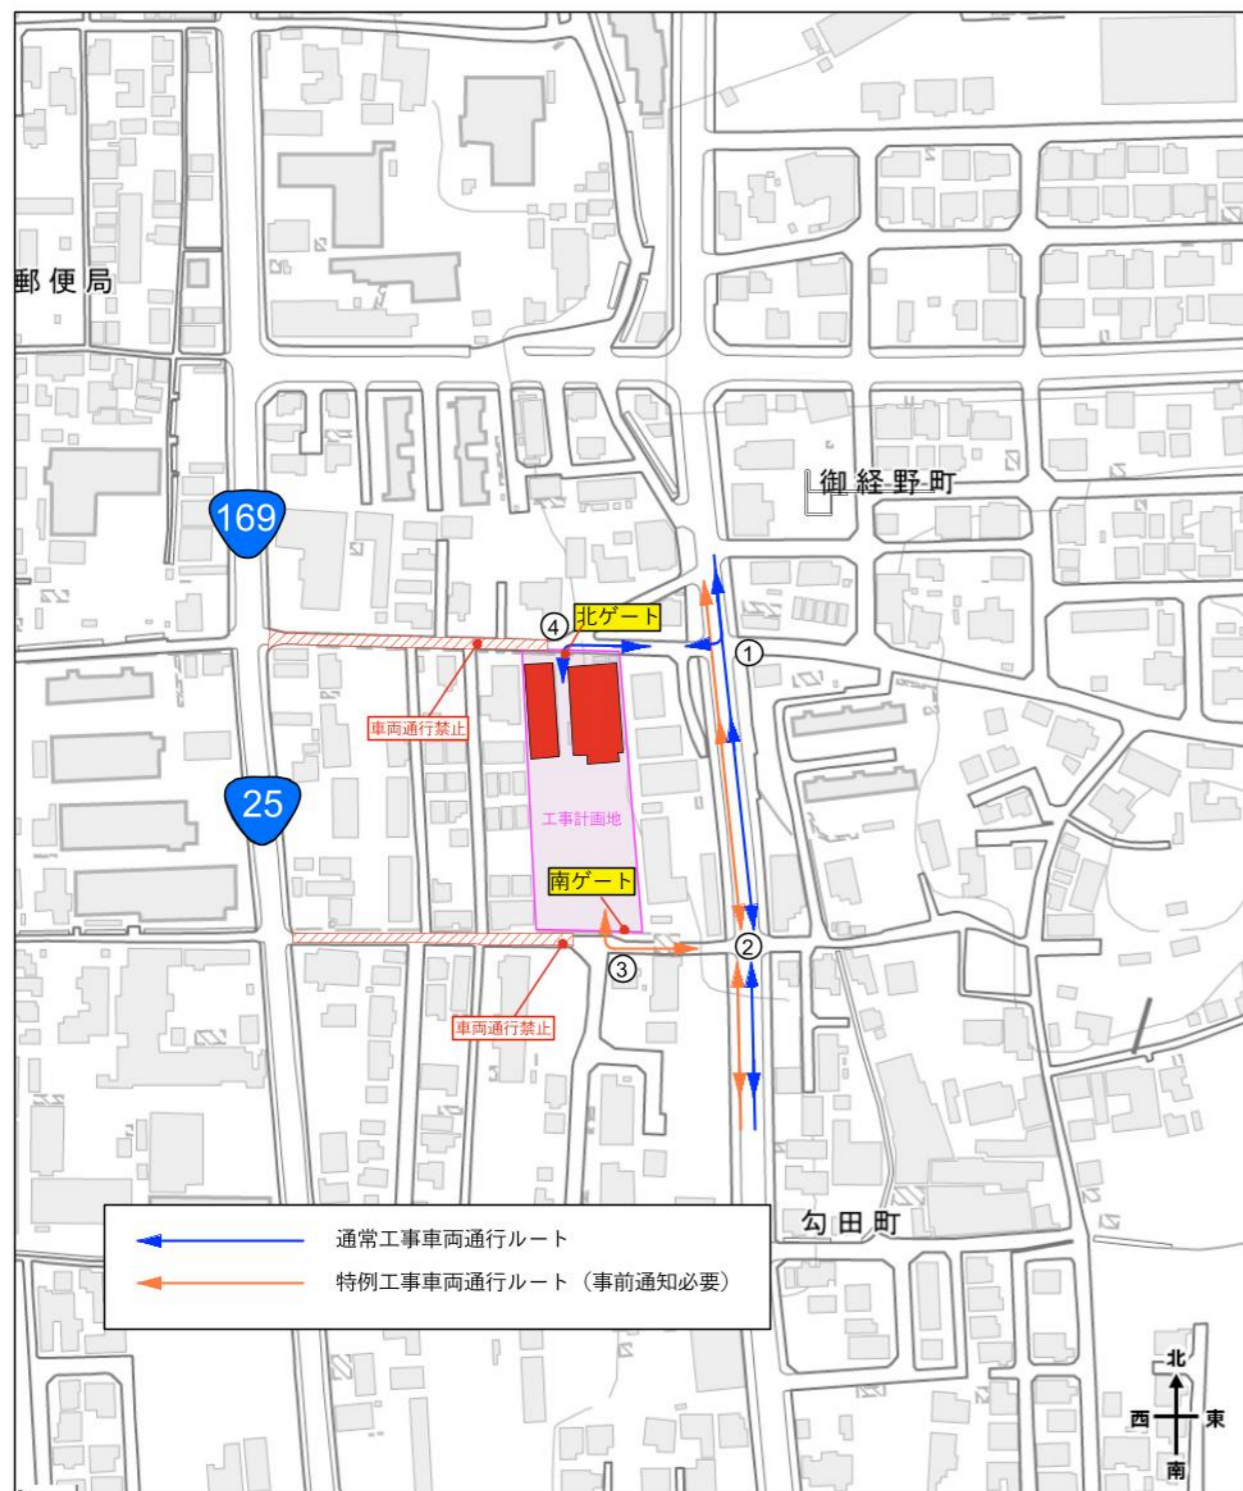 郵便局
御経野町
169
④
北ゲート
①
車両通行禁止
25
工事計画地
南ゲート
②
③
車両通行禁止
勾田町
通常工事車両通行ルート
特例工事車両通行ルート（事前通知必要）
北
西 東
南